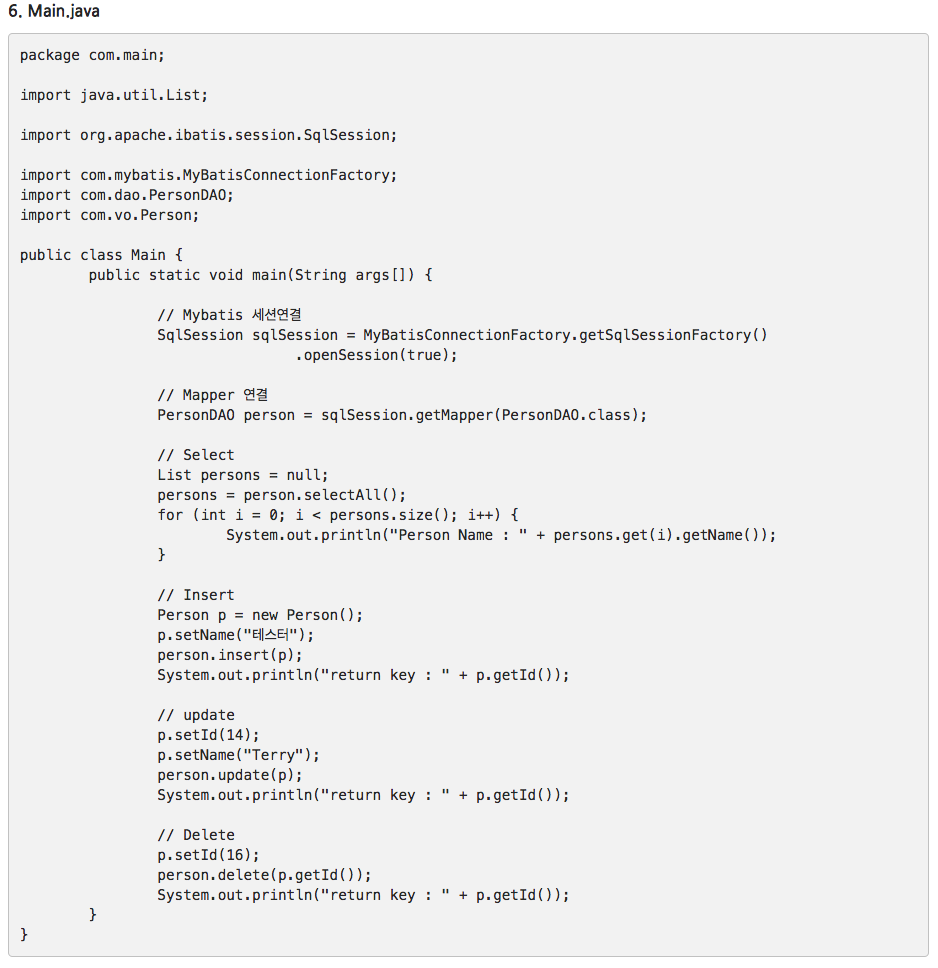 6. Main.java
package com.main;
import java.util.List;
import org.apache.ibatis.session.SqlSession;
import com.mybatis.MyBatisConnectionFactory;
import com.dao.PersonDAO;
import com.vo.Person;
public class Main {
public static void main(String args[]) {
// Mybatis 세션연결
SqlSession sqlSession = MyBatisConnectionFactory.getSqlSessionFactory()
.openSession(true);
// Mapper 연결
PersonDAO person = sqlSession.getMapper(PersonDAO.class);
// Select
List persons = null;
persons = person.selectAll();
for (int i = 0; i < persons.size(); i++) {
System.out.println("Person Name : " + persons.get(i).getName());
}
// Insert
Person p = new Person();
p.setName("테스터");
person.insert(p);
System.out.println("return key : " + p.getId());
// update
p.setId(14);
p.setName("Terry");
person.update(p);
System.out.println("return key : " + p.getId());
// Delete
p.setId(16);
person.delete(p.getId());
System.out.println("return key : " + p.getId());
}
}